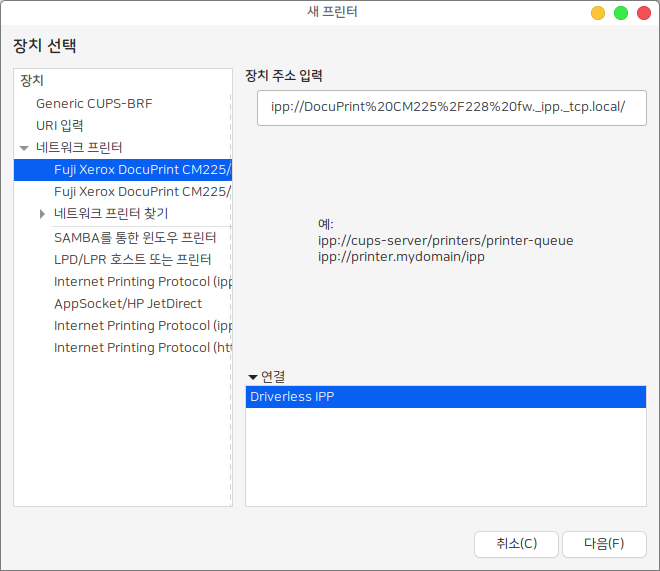 새 프린터
장치 선택
장치
Generic CUPS-BRF
URI 입력
네트워크 프린터
Fuji Xerox DocuPrint CM225/
Fuji Xerox DocuPrint CM225/
네트워크 프린터 찾기
SAMBA를 통한 윈도우 프린터
LPD/LPR 호스트 또는 프린터
Internet Printing Protocol (ipp
AppSocket/HP JetDirect
Internet Printing Protocol (ipp
Internet Printing Protocol (htt
장치 주소 입력
ipp://DocuPrint%20CM225%2F228%20fw._ipp._tcp.local/
예:
ipp://cups-server/printers/printer-queue
ipp://printer.mydomain/ipp
연결
Driverless IPP
취소(C)
다음(F)